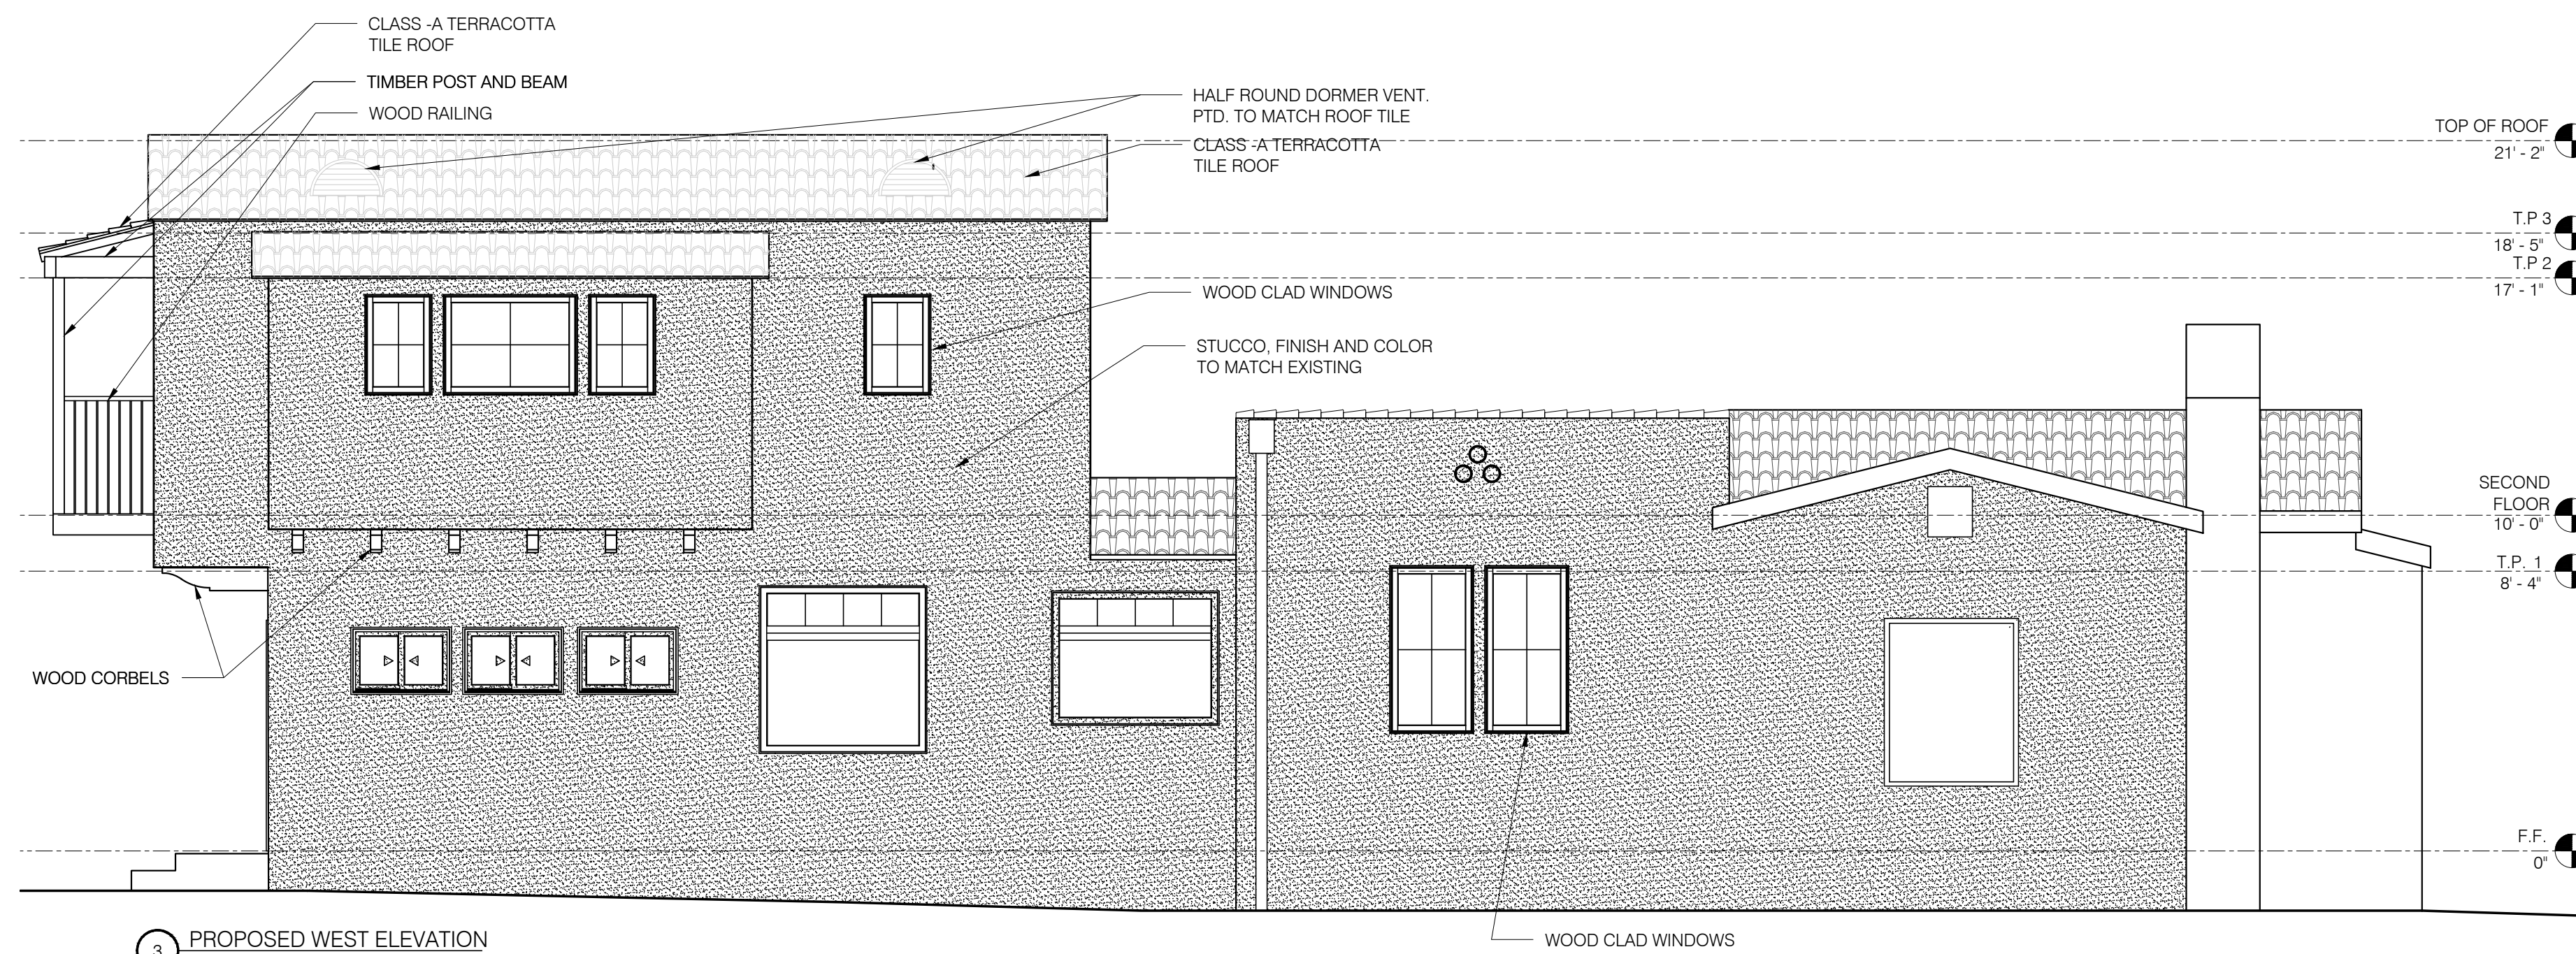 CLASS -A TERRACOTTA
TILE ROOF
TIMBER POST AND BEAM
WOOD RAILING
HALF ROUND DORMER VENT.
PTD. TO MATCH ROOF TILE
CLASS -A TERRACOTTA
TILE ROOF
WOOD CLAD WINDOWS
STUCCO, FINISH AND COLOR
TO MATCH EXISTING
TOP OF ROOF
21' - 2"
T.P 3
18' - 5"
T.P 2
17' - 1"
SECOND
FLOOR
10' - 0"
T.P. 1
8' - 4"
F.F.
0"
WOOD CORBELS
WOOD CLAD WINDOWS
3
PROPOSED WEST ELEVATION